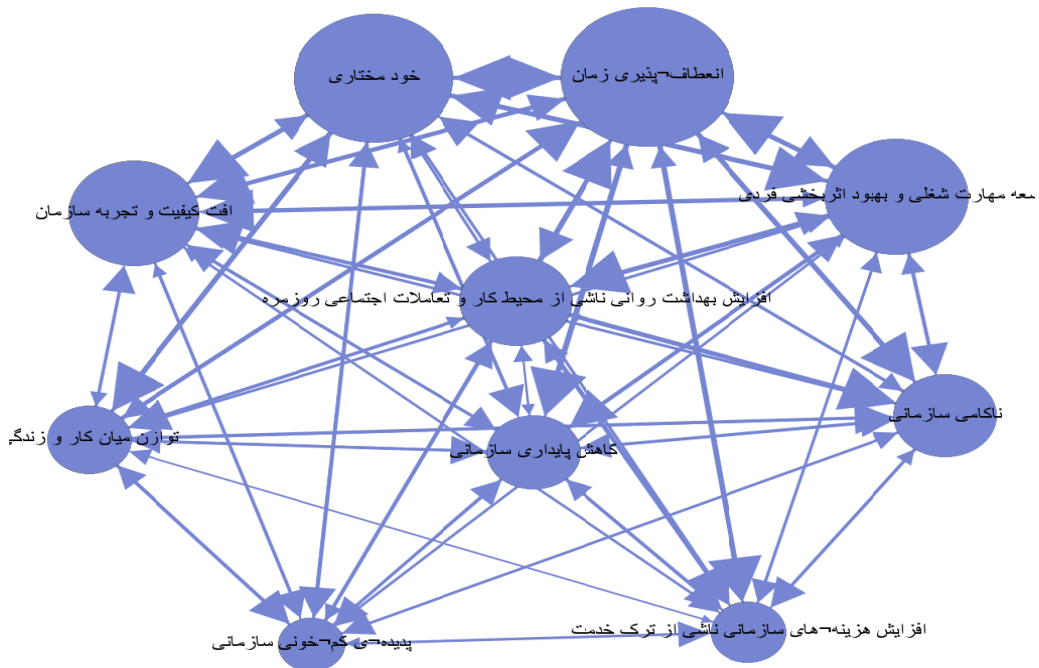 انعطاف¬پذیری زمان
خود مختاری
سعه مهارت شغلی و بهبود اثربخشی فردی
افت کیفیت و تجربه سازمان
افزایش بهداشت روانی ناشی از محیط کار و تعاملات اجتماعی روزمره
ناکامی سازمانی
کاهش پایداری سازمانی
توازن میان کار و زندگی
افزایش هزینه¬های سازمانی ناشی از ترک خدمت
پدیده¬ی کم¬خونی سازمانی